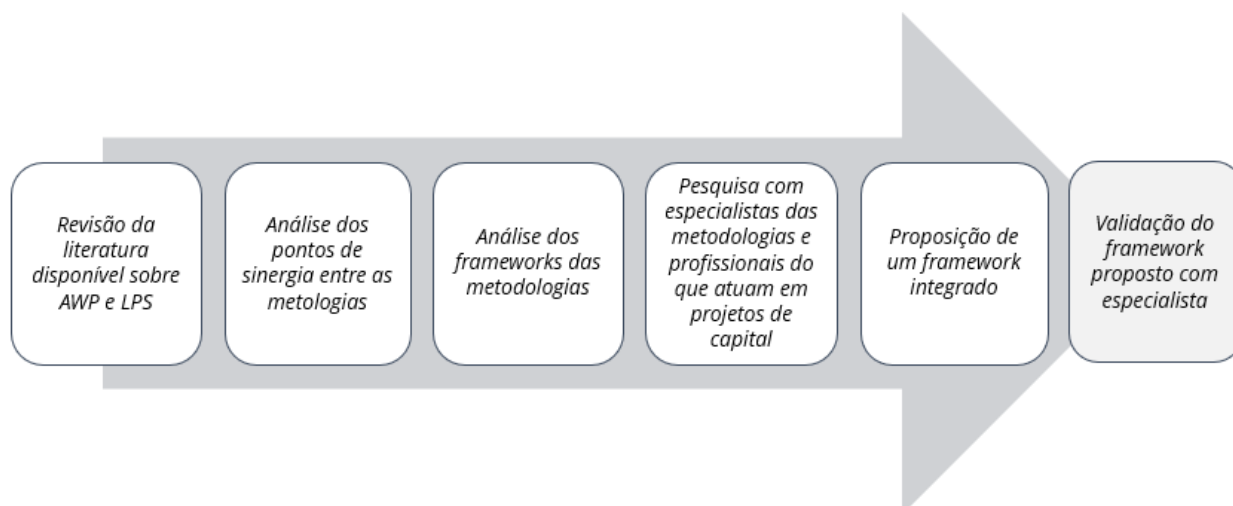 Revisão da
literatura
disponível sobre
AWP e LPS
Análise dos
pontos de
sinergia entre as
metologias
Análise dos
frameworks das
metodologias
Pesquisa com
especialistas das
metodologias e
profissionais do
que atuam em
projetos de
capital
Proposição de
um framework
integrado
Validação do
framework
proposto com
especialista